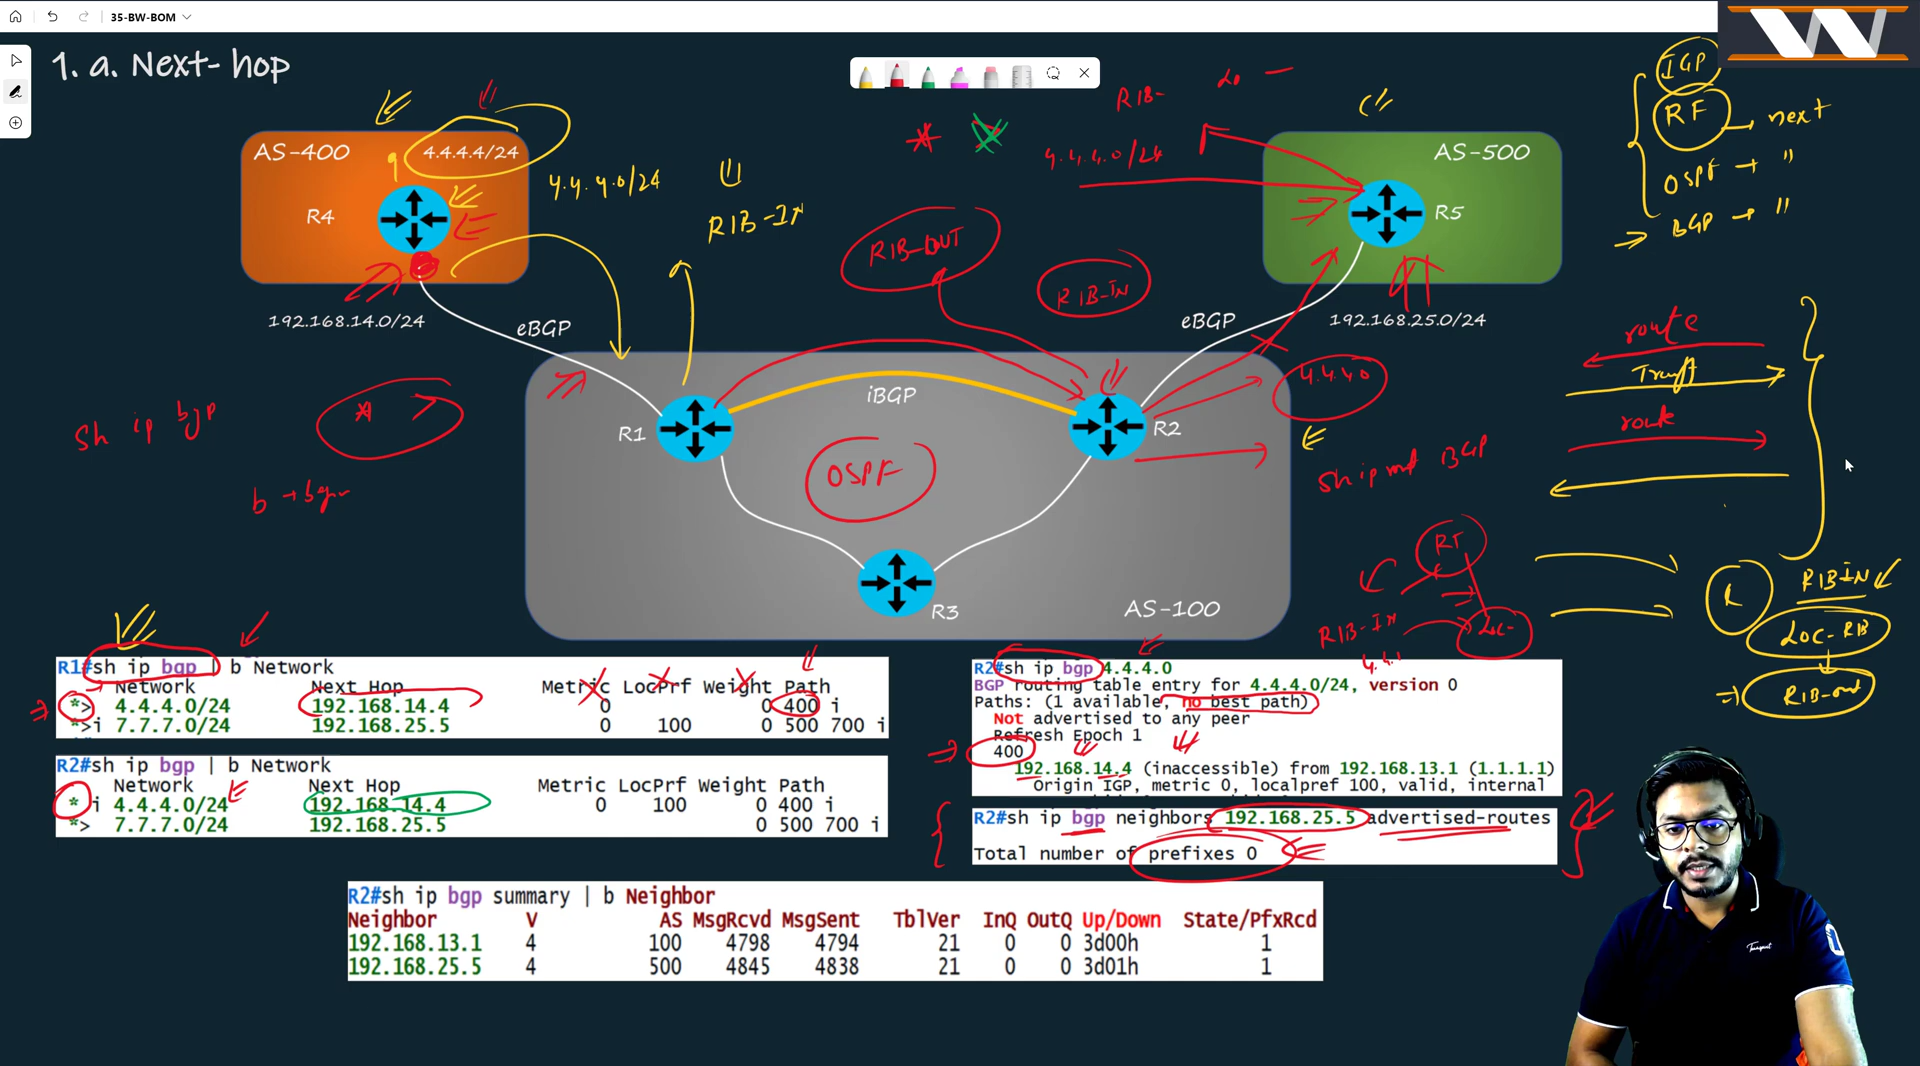 35-BW-BOM
1. a. Next-hop
AS-400
4.4.4.4/24
R4
4.4.4.0/24
RIB-IN
192.168.14.0/24
eBGP
RIB-OUT
RIB-IN
RIB-
4.4.4.0/24
AS-500
R5
192.168.25.0/24
eBGP
4.4.4.0
IGP
RF → next
OSPF → "
BGP → "
route
route
iBGP
R1
R2
OSPF
R3
AS-100
Sh ip bgp
* >
RT
RIB-IN
Loc-
RIBIN
LOC-RIB
RIB-out
R1#sh ip bgp | b Network
Network Next Hop Metric LocPrf Weight Path
*> 4.4.4.0/24 192.168.14.4 0 0 400 i
*>i 7.7.7.0/24 192.168.25.5 0 100 0 500 700 i
R2#sh ip bgp | b Network
Network Next Hop Metric LocPrf Weight Path
* i 4.4.4.0/24 192.168.14.4 0 100 0 400 i
*> 7.7.7.0/24 192.168.25.5 0 500 700 i
R2#sh ip bgp 4.4.4.0
BGP routing table entry for 4.4.4.0/24, version 0
Paths: (1 available, no best path)
Not advertised to any peer
Refresh Epoch 1
400
192.168.14.4 (inaccessible) from 192.168.13.1 (1.1.1.1)
Origin IGP, metric 0, localpref 100, valid, internal
R2#sh ip bgp neighbors 192.168.25.5 advertised-routes
Total number of prefixes 0
R2#sh ip bgp summary | b Neighbor
Neighbor V AS MsgRcvd MsgSent TblVer InQ OutQ Up/Down State/PfxRcd
192.168.13.1 4 100 4798 4794 21 0 0 3d00h 1
192.168.25.5 4 500 4845 4838 21 0 0 3d01h 1